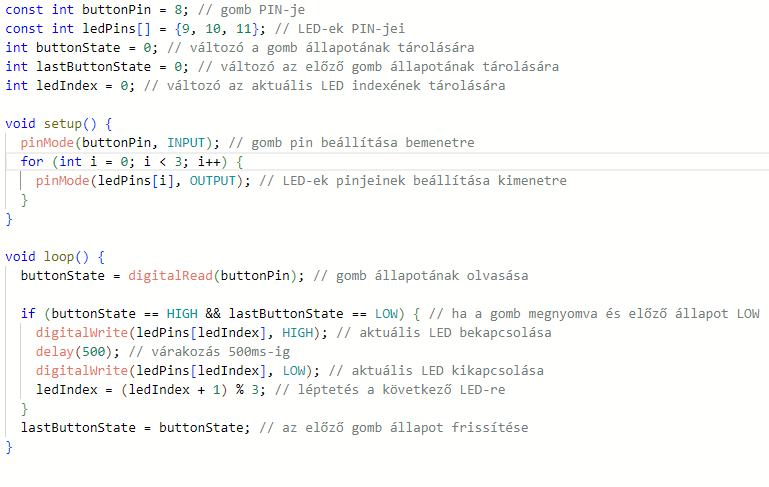 const int buttonPin = 8; // gomb PIN-je
const int ledPins[] = {9, 10, 11}; // LED-ek PIN-jei
int buttonState = 0; // változó a gomb állapotának tárolására
int lastButtonState = 0; // változó az előző gomb állapotának tárolására
int ledIndex = 0; // változó az aktuális LED indexének tárolására

void setup() {
  pinMode(buttonPin, INPUT); // gomb pin beállítása bemenetre
  for (int i = 0; i < 3; i++) {
    pinMode(ledPins[i], OUTPUT); // LED-ek pinjeinek beállítása kimenetre
  }
}

void loop() {
  buttonState = digitalRead(buttonPin); // gomb állapotának olvasása

  if (buttonState == HIGH && lastButtonState == LOW) { // ha a gomb megnyomva és előző állapot LOW
    digitalWrite(ledPins[ledIndex], HIGH); // aktuális LED bekapcsolása
    delay(500); // várakozás 500ms-ig
    digitalWrite(ledPins[ledIndex], LOW); // aktuális LED kikapcsolása
    ledIndex = (ledIndex + 1) % 3; // léptetés a következő LED-re
  }
  lastButtonState = buttonState; // az előző gomb állapot frissítése
}